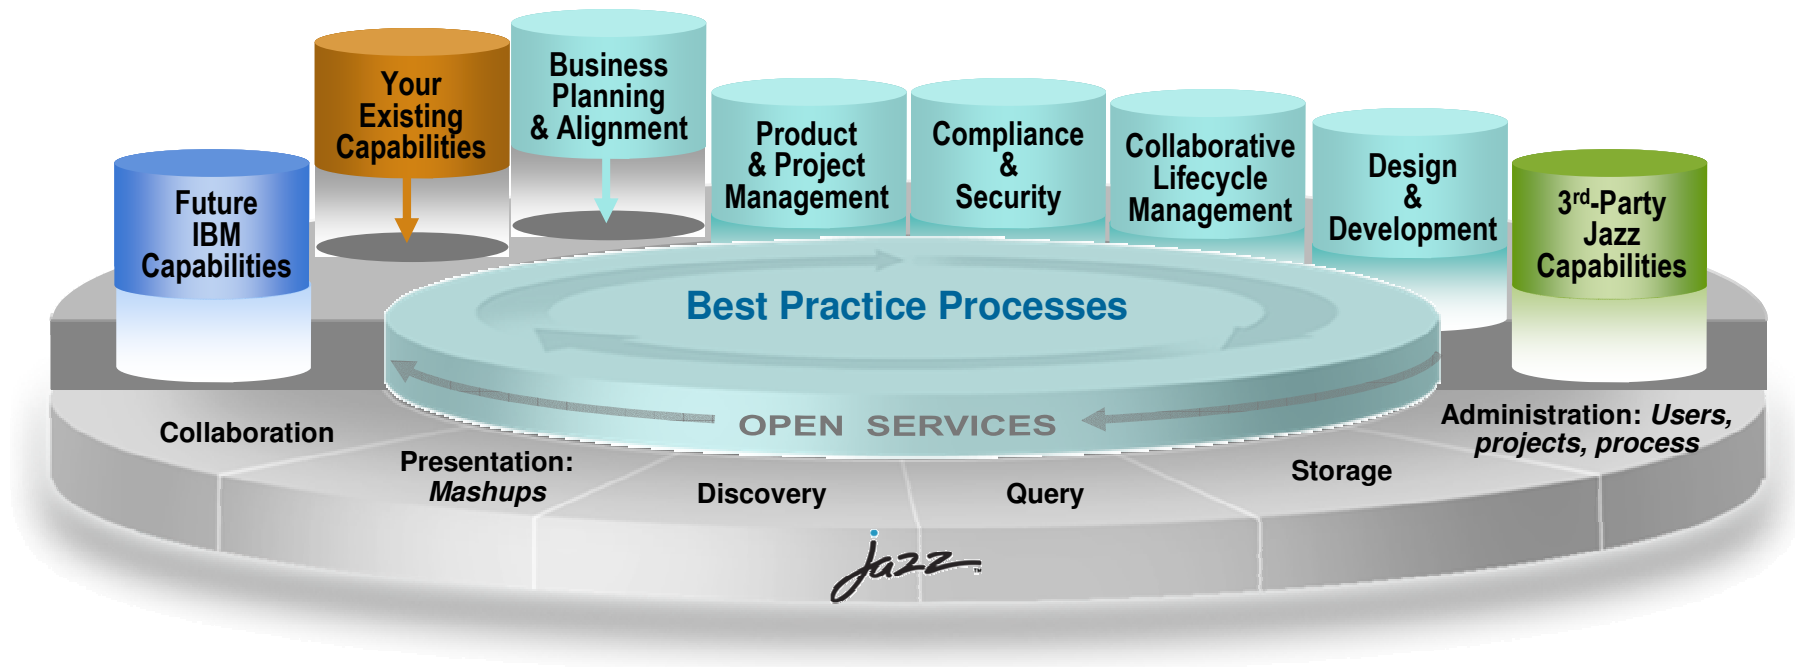 Future
IBM
Capabilities
Your
Existing
Capabilities
Business
Planning
& Alignment
Product
& Project
Management
Compliance
&
Security
Collaborative
Lifecycle
Management
Design
&
Development
3rd-Party
Jazz
Capabilities
Best Practice Processes
OPEN SERVICES
Collaboration
Presentation:
Mashups
Discovery
Query
Storage
Administration: Users,
projects, process
jazz™